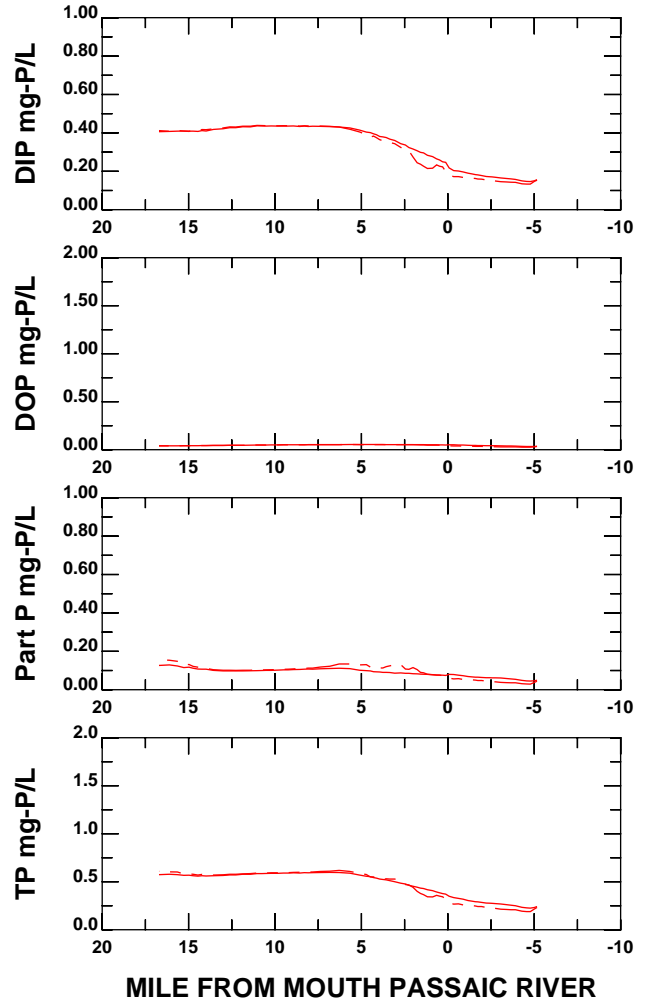 DIP mg-P/L
1.00
0.80
0.60
0.40
0.20
0.00
20 15 10 5 0 -5 -10
DOP mg-P/L
2.00
1.50
1.00
0.50
0.00
20 15 10 5 0 -5 -10
Part P mg-P/L
1.00
0.80
0.60
0.40
0.20
0.00
20 15 10 5 0 -5 -10
TP mg-P/L
2.0
1.5
1.0
0.5
0.0
20 15 10 5 0 -5 -10
MILE FROM MOUTH PASSAIC RIVER